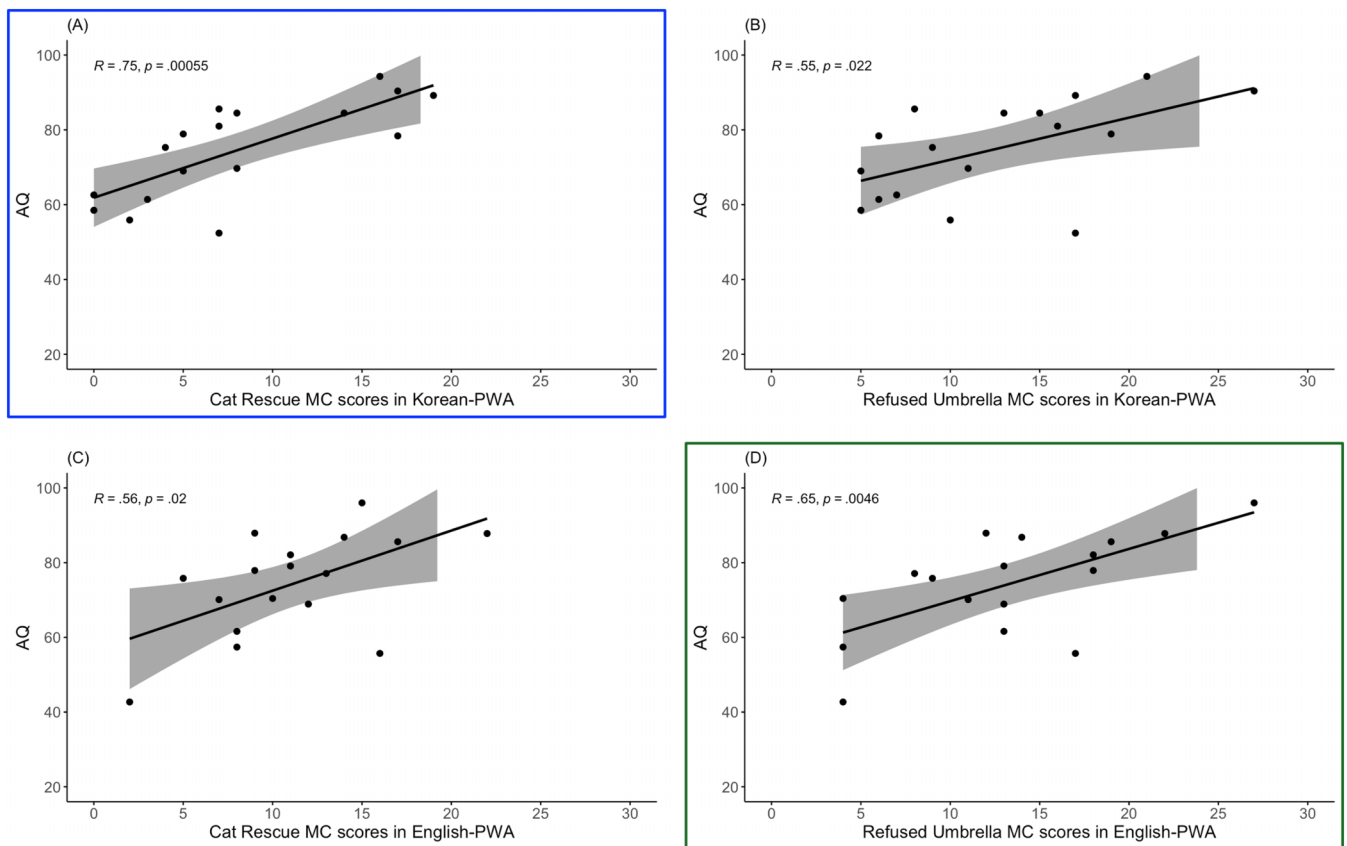 (A)
R = .75, p = .00055
100
80
60
40
20
AQ
0 5 10 15 20 25 30
Cat Rescue MC scores in Korean-PWA
(B)
R = .55, p = .022
100
80
60
40
20
AQ
0 5 10 15 20 25 30
Refused Umbrella MC scores in Korean-PWA
(C)
R = .56, p = .02
100
80
60
40
20
AQ
0 5 10 15 20 25 30
Cat Rescue MC scores in English-PWA
(D)
R = .65, p = .0046
100
80
60
40
20
AQ
0 5 10 15 20 25 30
Refused Umbrella MC scores in English-PWA